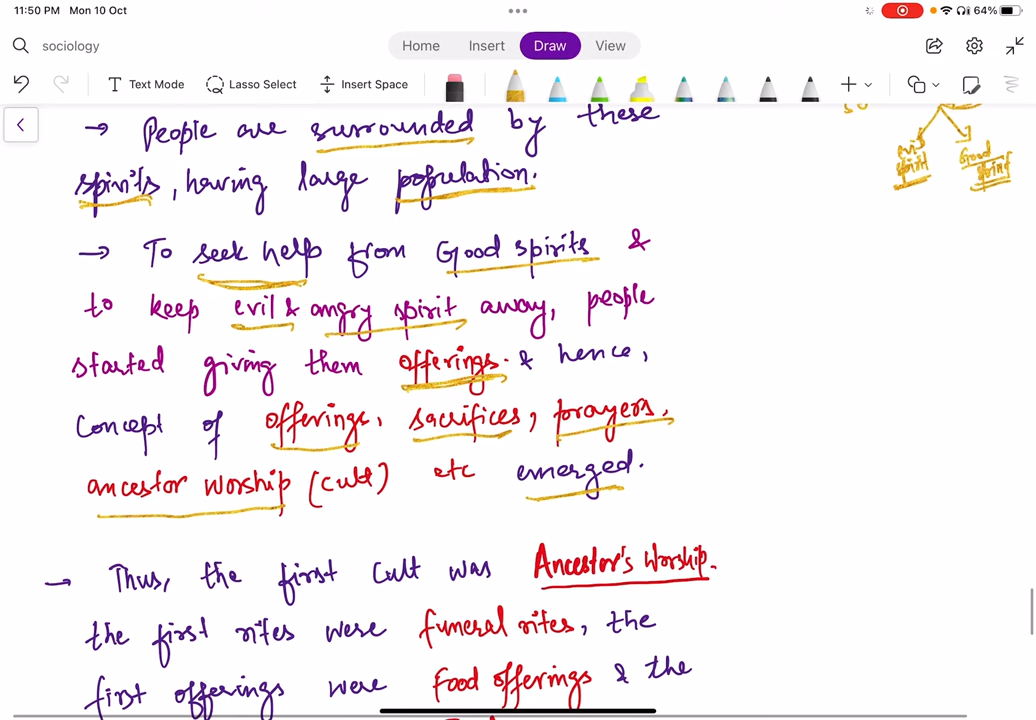 11:50 PM Mon 10 Oct
64%
sociology
Home Insert Draw View
Text Mode Lasso Select Insert Space
→ People are surrounded by these
spirits, having large population.
evil spirit
Good spirit
→ To seek help from Good spirits &
to keep evil & angry spirit away, people
started giving them offerings. & hence,
concept of offerings, sacrifices, prayers,
ancestor worship (cult) etc emerged.
→ Thus, the first cult was Ancestor's Worship.
the first rites were funeral rites, the
first offerings were food offerings & the